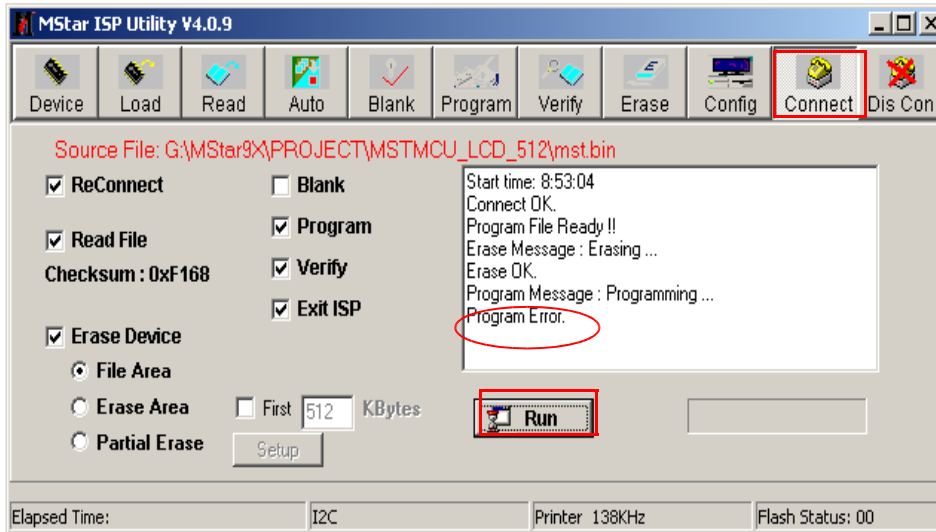 MStar ISP Utility V4.0.9
Device Load Read Auto Blank Program Verify Erase Config Connect Dis Con
Source File: G:\MStar9X\PROJECT\MSTMCU_LCD_512\mst.bin
ReConnect
Blank
Read File
Program
Checksum : 0xF168
Verify
Exit ISP
Erase Device
File Area
Erase Area
First 512 KBytes
Partial Erase
Setup
Start time: 8:53:04
Connect OK.
Program File Ready !!
Erase Message : Erasing ...
Erase OK.
Program Message : Programming ...
Program Error.
Run
Elapsed Time: I2C Printer 138KHz Flash Status: 00